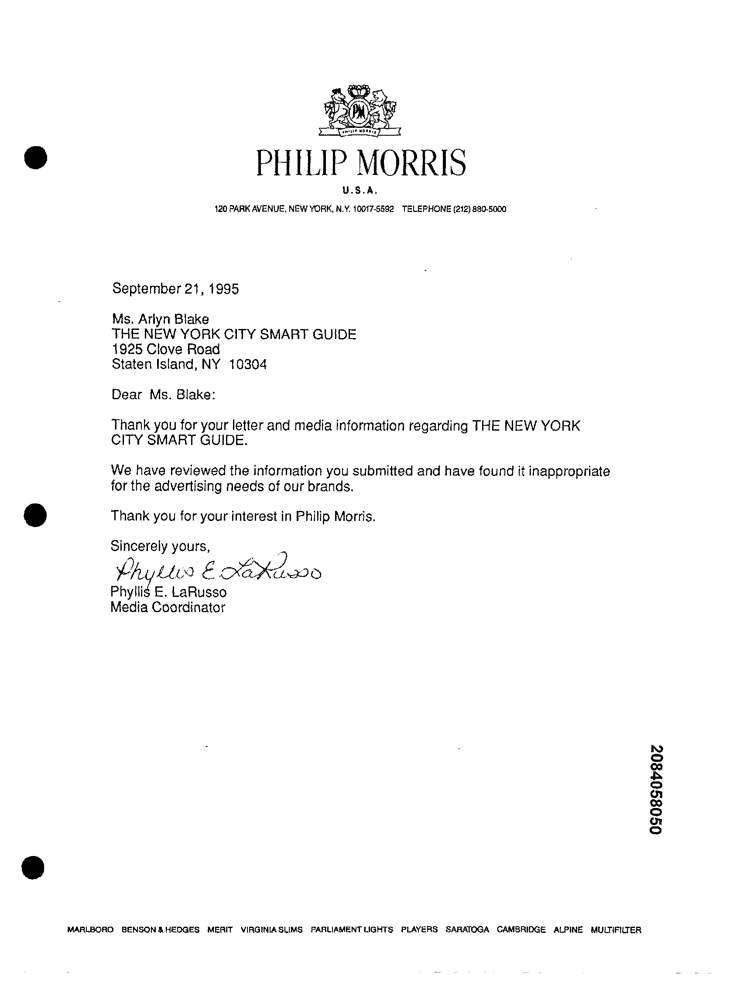 PM
PHILIP MORRIS
PHILIP MORRIS
U.S.A.
120 PARK AVENUE, NEW YORK, N.Y. 10017-5592 TELEPHONE (212) 880-5000
September 21, 1995
Ms. Arlyn Blake
THE NEW YORK CITY SMART GUIDE
1925 Clove Road
Staten Island, NY 10304
Dear Ms. Blake:
Thank you for your letter and media information regarding THE NEW YORK
CITY SMART GUIDE.
We have reviewed the information you submitted and have found it inappropriate
for the advertising needs of our brands.
Thank you for your interest in Philip Morris.
Sincerely yours,
Phyllis E LaRusso
Phyllis E. LaRusso
Media Coordinator
2084058050
MARLBORO BENSON & HEDGES MERIT VIRGINIA SLIMS PARLIAMENT LIGHTS PLAYERS SARATOGA CAMBRIDGE ALPINE MULTIFILTER